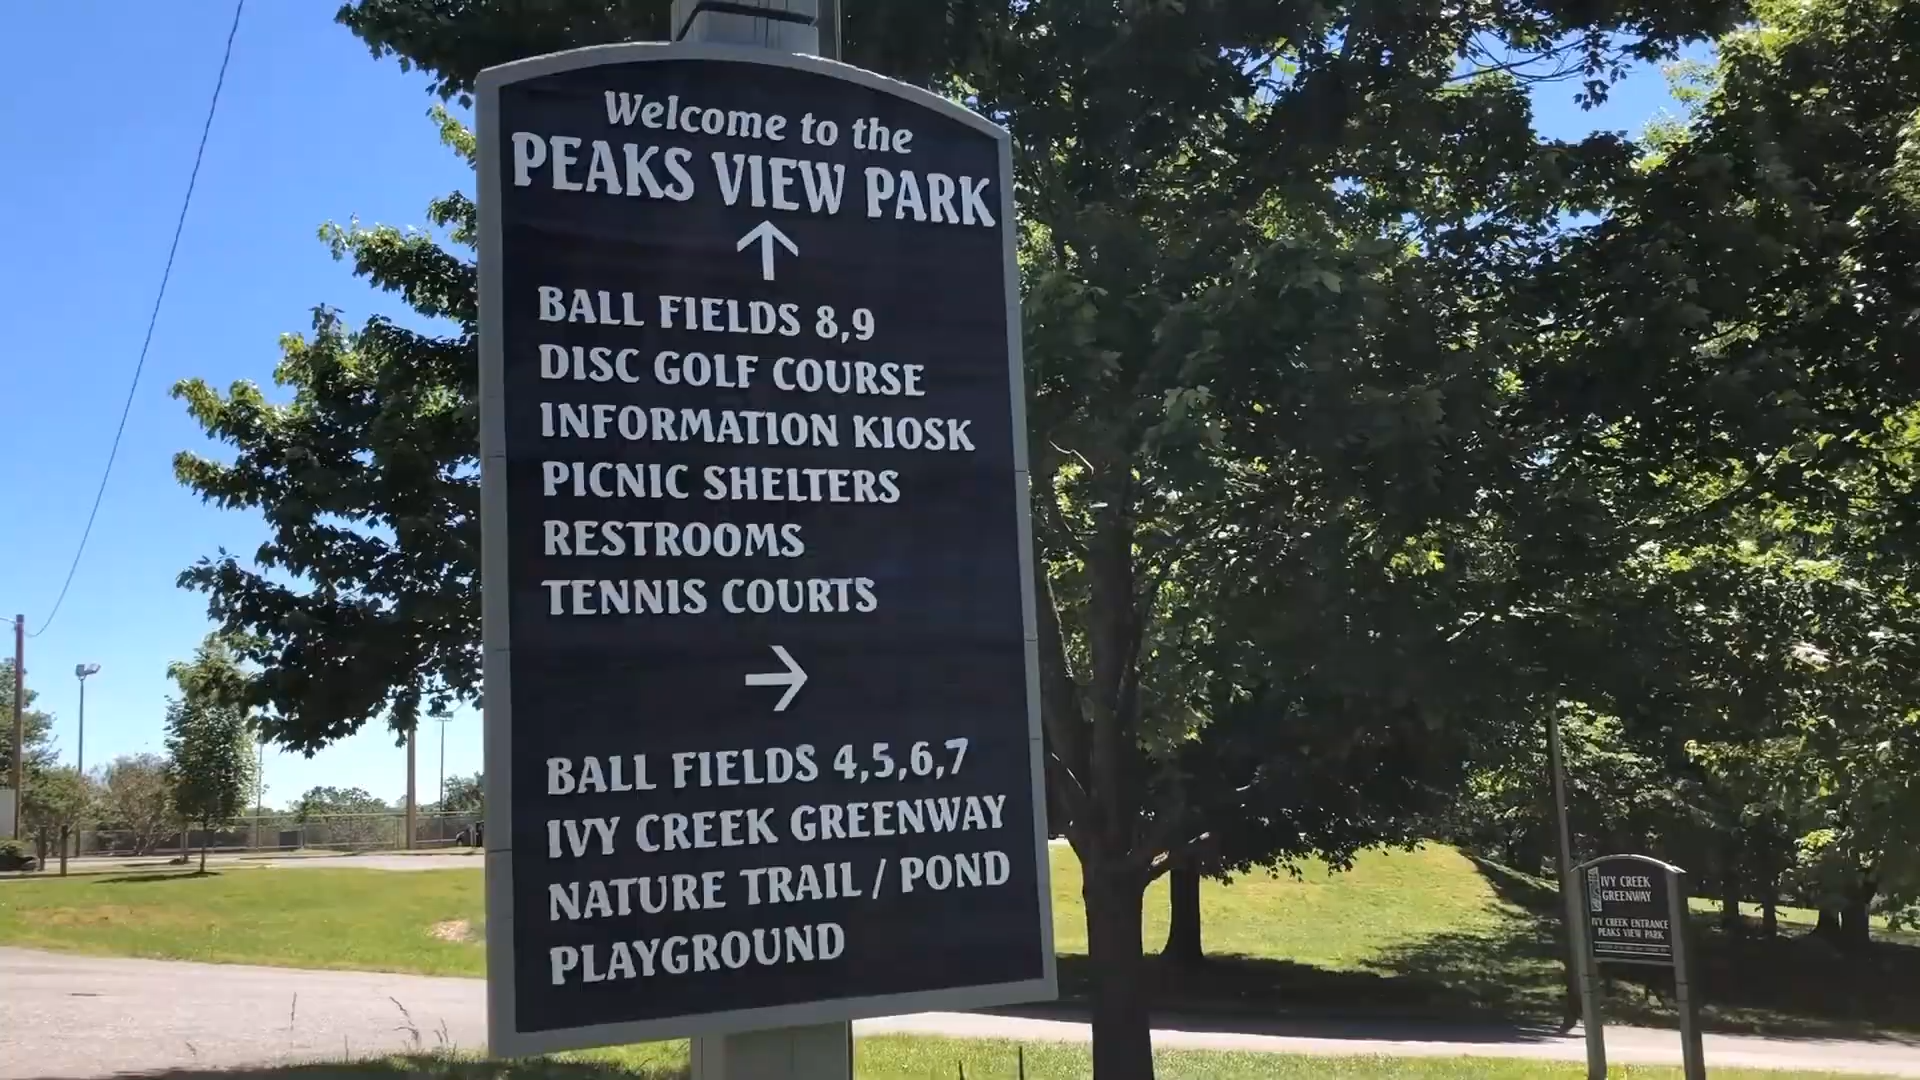 Welcome to the
PEAKS VIEW PARK
↑
BALL FIELDS 8,9
DISC GOLF COURSE
INFORMATION KIOSK
PICNIC SHELTERS
RESTROOMS
TENNIS COURTS
→
BALL FIELDS 4,5,6,7
IVY CREEK GREENWAY
NATURE TRAIL / POND
PLAYGROUND
IVY CREEK
GREENWAY
IVY CREEK ENTRANCE
PEAKS VIEW PARK